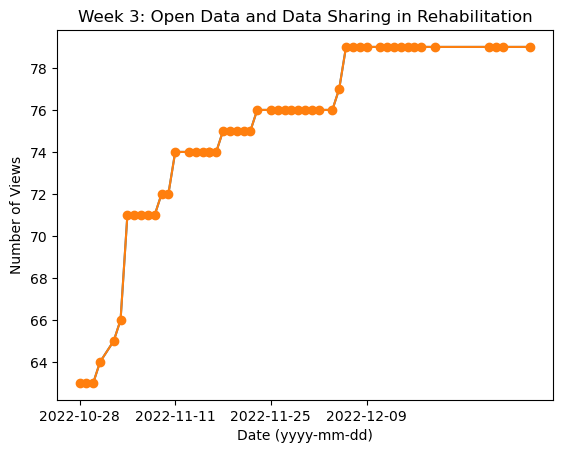 Week 3: Open Data and Data Sharing in Rehabilitation
Number of Views
78
76
74
72
70
68
66
64
2022-10-28 2022-11-11 2022-11-25 2022-12-09
Date (yyyy-mm-dd)